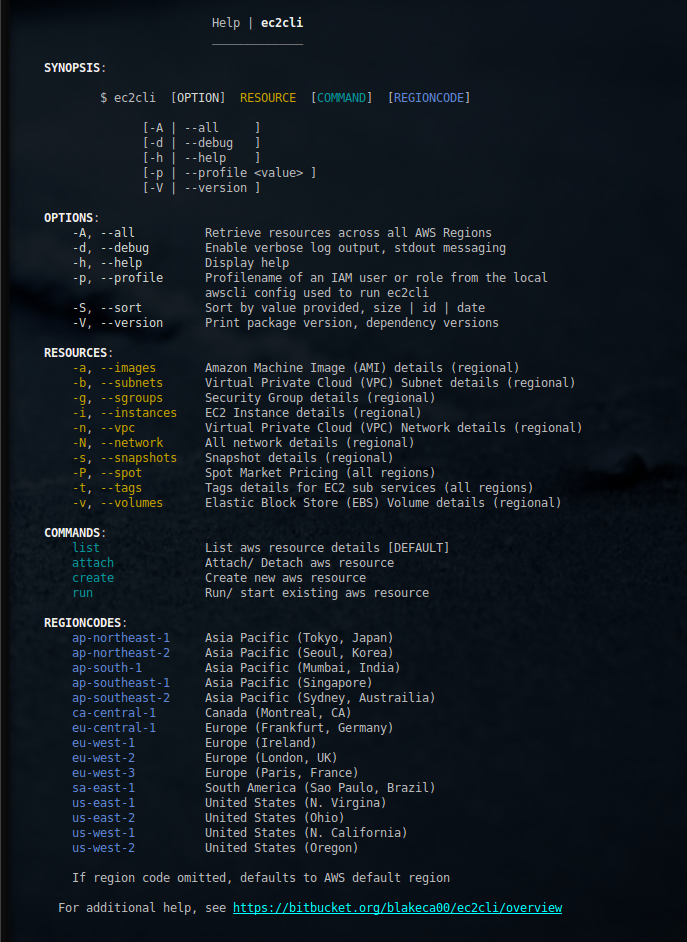 Help | ec2cli
SYNOPSIS:
$ ec2cli [OPTION] RESOURCE [COMMAND] [REGIONCODE]
[-A | --all ]
[-d | --debug ]
[-h | --help ]
[-p | --profile <value> ]
[-V | --version ]
OPTIONS:
-A, --all Retrieve resources across all AWS Regions
-d, --debug Enable verbose log output, stdout messaging
-h, --help Display help
-p, --profile Profilename of an IAM user or role from the local
awscli config used to run ec2cli
-S, --sort Sort by value provided, size | id | date
-V, --version Print package version, dependency versions
RESOURCES:
-a, --images Amazon Machine Image (AMI) details (regional)
-b, --subnets Virtual Private Cloud (VPC) Subnet details (regional)
-g, --sgroups Security Group details (regional)
-i, --instances EC2 Instance details (regional)
-n, --vpc Virtual Private Cloud (VPC) Network details (regional)
-N, --network All network details (regional)
-s, --snapshots Snapshot details (regional)
-P, --spot Spot Market Pricing (all regions)
-t, --tags Tags details for EC2 sub services (all regions)
-v, --volumes Elastic Block Store (EBS) Volume details (regional)
COMMANDS:
list List aws resource details [DEFAULT]
attach Attach/ Detach aws resource
create Create new aws resource
run Run/ start existing aws resource
REGIONCODES:
ap-northeast-1 Asia Pacific (Tokyo, Japan)
ap-northeast-2 Asia Pacific (Seoul, Korea)
ap-south-1 Asia Pacific (Mumbai, India)
ap-southeast-1 Asia Pacific (Singapore)
ap-southeast-2 Asia Pacific (Sydney, Austrailia)
ca-central-1 Canada (Montreal, CA)
eu-central-1 Europe (Frankfurt, Germany)
eu-west-1 Europe (Ireland)
eu-west-2 Europe (London, UK)
eu-west-3 Europe (Paris, France)
sa-east-1 South America (Sao Paulo, Brazil)
us-east-1 United States (N. Virgina)
us-east-2 United States (Ohio)
us-west-1 United States (N. California)
us-west-2 United States (Oregon)
If region code omitted, defaults to AWS default region
For additional help, see https://bitbucket.org/blakeca00/ec2cli/overview